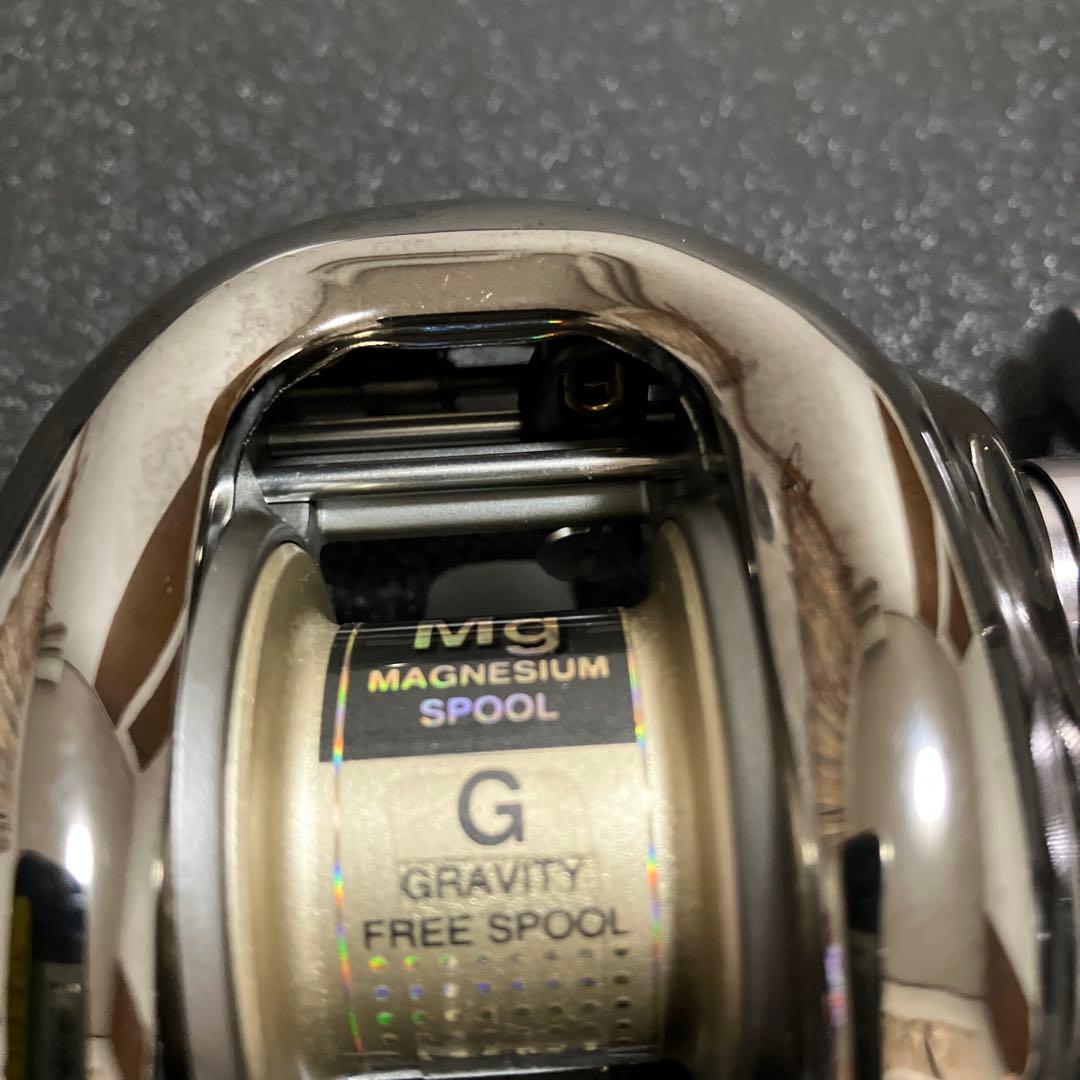 Mg
MAGNESIUM
SPOOL
G
GRAVITY
FREE SPOOL